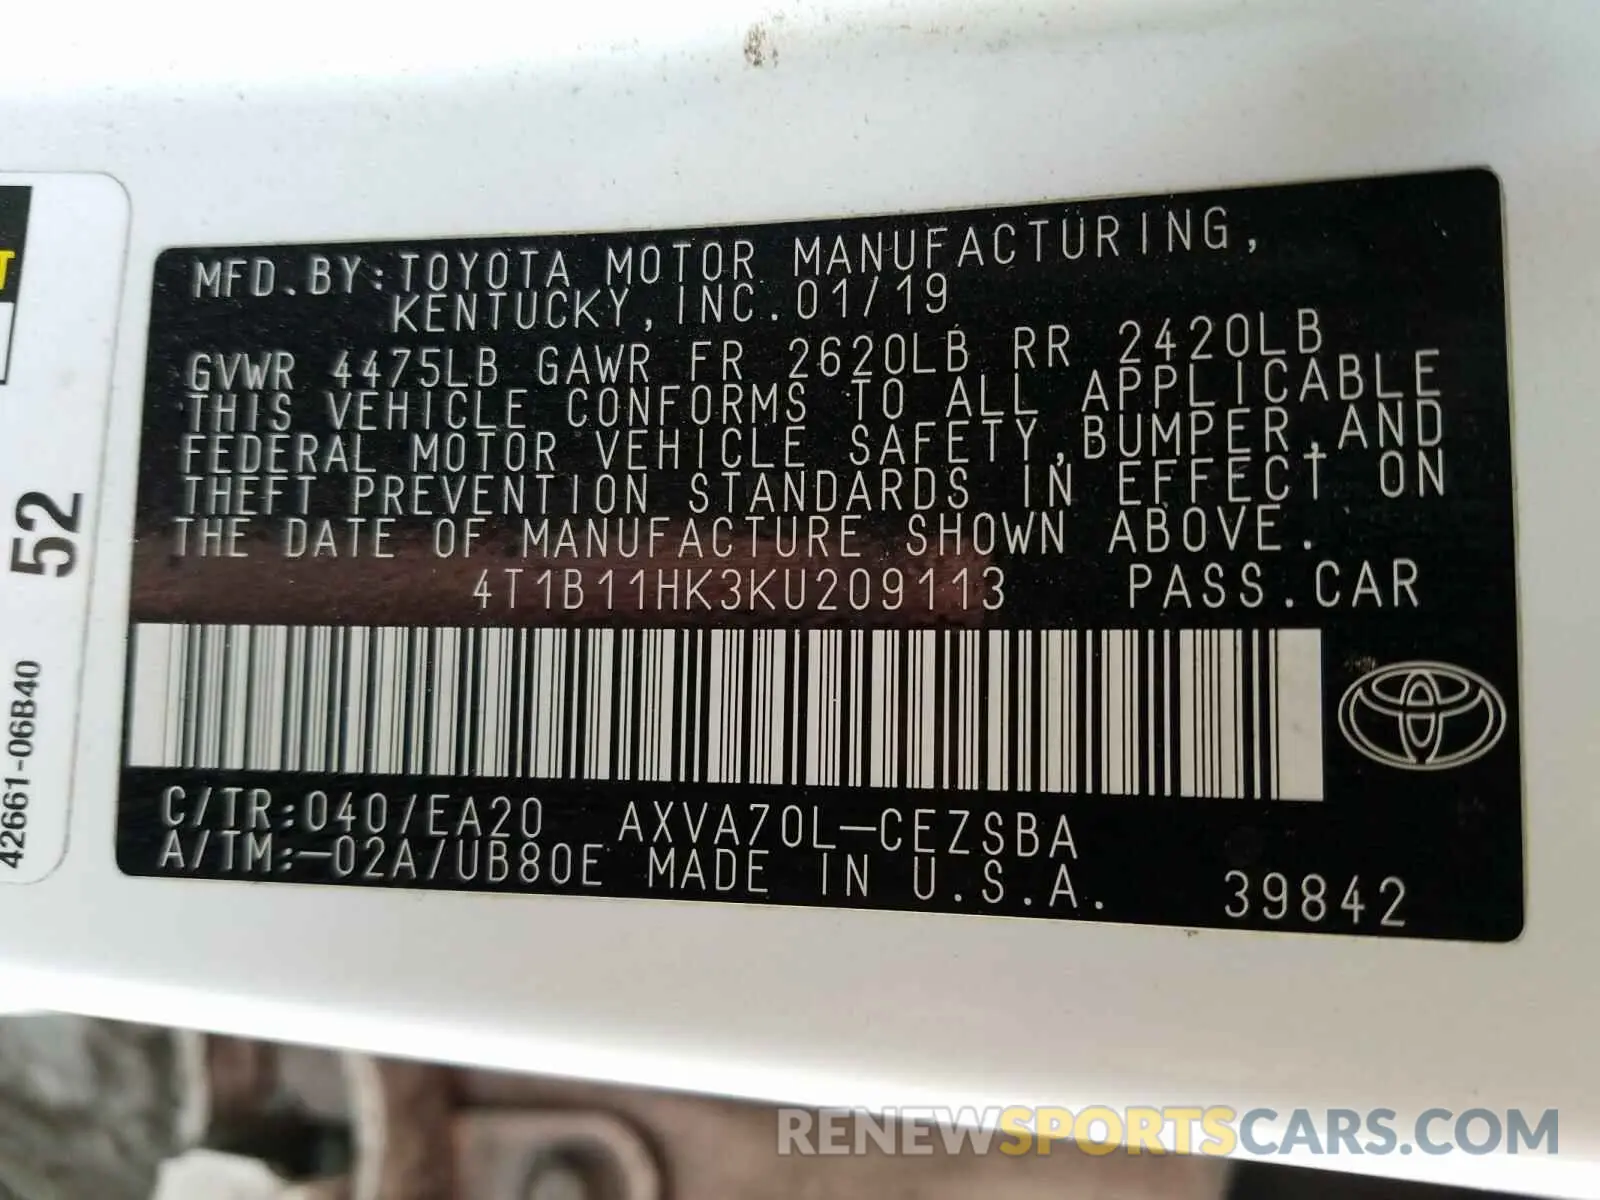 MFD.BY:TOYOTA MOTOR MANUFACTURING,
KENTUCKY,INC.01/19
GVWR 4475LB GAWR FR 2620LB RR 2420LB
THIS VEHICLE CONFORMS TO ALL APPLICABLE
FEDERAL MOTOR VEHICLE SAFETY,BUMPER,AND
THEFT PREVENTION STANDARDS IN EFFECT ON
THE DATE OF MANUFACTURE SHOWN ABOVE.
4T1B11HK3KU209113 PASS.CAR
C/TR:040/EA20 AXVA70L-CEZSBA
A/TM:-02A/UB80E MADE IN U.S.A. 39842
52
42661-06B40
T
RENEWSPORTSCARS.COM